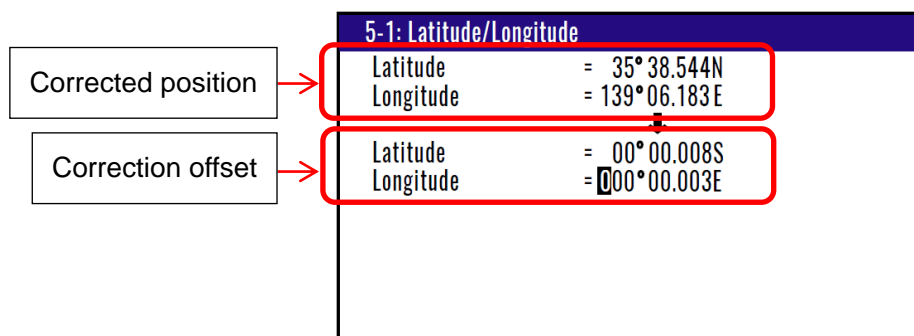 5-1: Latitude/Longitude
Corrected position
Latitude = 35° 38.544N
Longitude = 139° 06.183 E
Correction offset
Latitude = 00° 00.008S
Longitude = 000° 00.003E